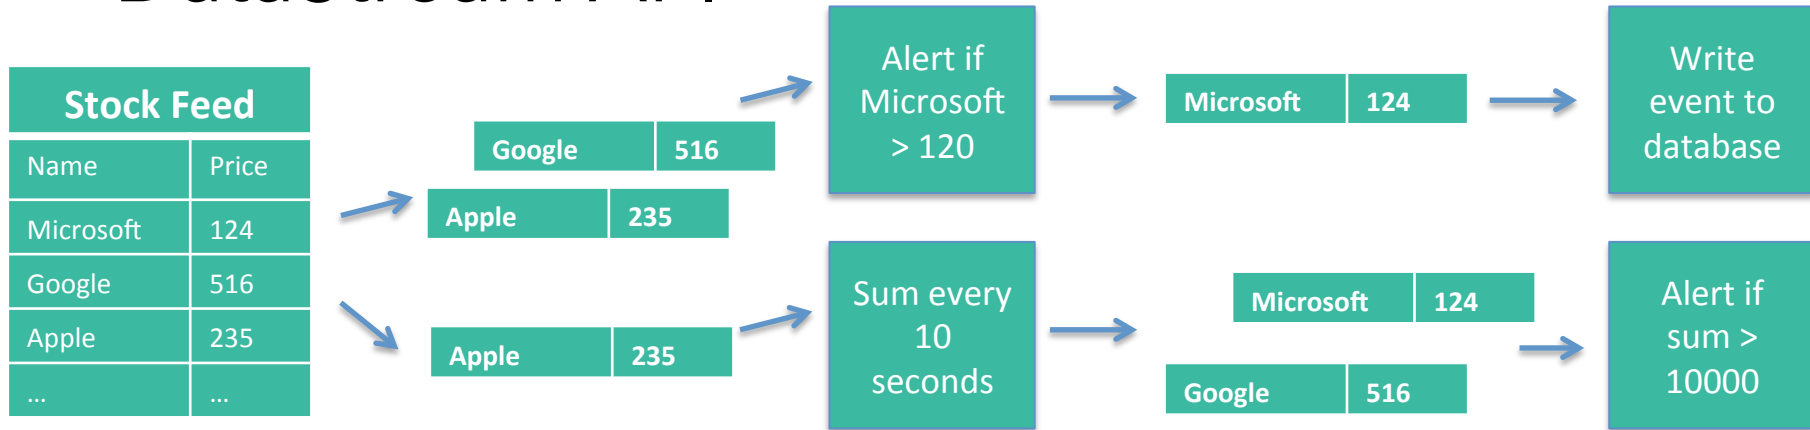 DataStream API
Stock Feed
Name Price
Microsoft 124
Google 516
Apple 235
... ...
Google 516
Apple 235
Apple 235
Alert if
Microsoft
> 120
Sum every
10
seconds
Microsoft 124
Microsoft 124
Google 516
Write
event to
database
Alert if
sum >
10000